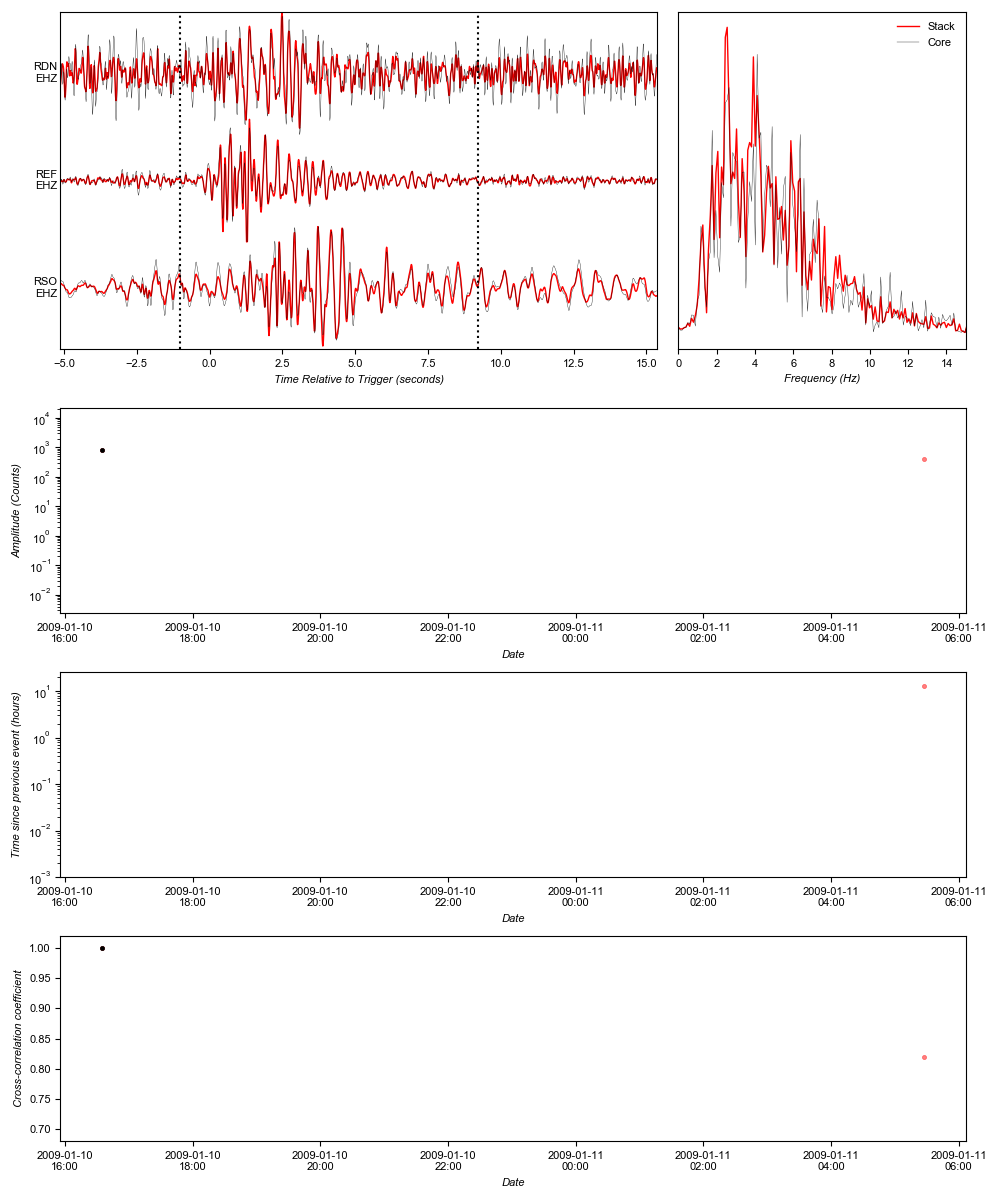 RDN
EHZ
REF
EHZ
RSO
EHZ
−5.0 −2.5 0.0 2.5 5.0 7.5 10.0 12.5 15.0
Time Relative to Trigger (seconds)
Stack
Core
0 2 4 6 8 10 12 14
Frequency (Hz)
10⁴
10³
10²
10¹
10⁰
10⁻¹
10⁻²
Amplitude (Counts)
2009-01-10 2009-01-10 2009-01-10 2009-01-10 2009-01-11 2009-01-11 2009-01-11 2009-01-11
16:00 18:00 20:00 22:00 00:00 02:00 04:00 06:00
Date
10¹
10⁰
10⁻¹
10⁻²
10⁻³
Time since previous event (hours)
2009-01-10 2009-01-10 2009-01-10 2009-01-10 2009-01-11 2009-01-11 2009-01-11 2009-01-11
16:00 18:00 20:00 22:00 00:00 02:00 04:00 06:00
Date
1.00
0.95
0.90
0.85
0.80
0.75
0.70
Cross-correlation coefficient
2009-01-10 2009-01-10 2009-01-10 2009-01-10 2009-01-11 2009-01-11 2009-01-11 2009-01-11
16:00 18:00 20:00 22:00 00:00 02:00 04:00 06:00
Date